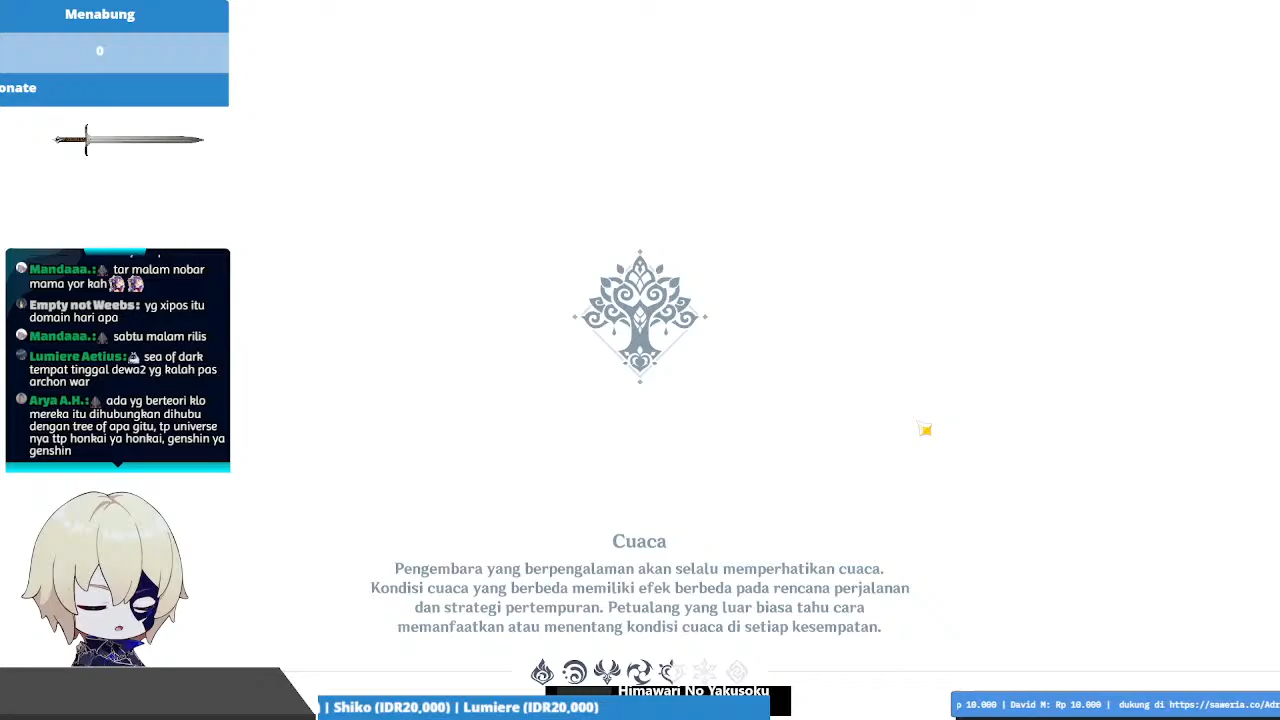 Menabung
0
onate
Mandaaa.: tar malam nobar
mama yor kah
Empty not Weebs: yg xipos itu
domain hari apa
Mandaaa.: sabtu malam rilis
Lumiere Aetius: sea of dark
tempat tinggal dewa2 yg kalah pas
archon war
Arya A.H.: ada yg berteori klo
mereka itu dihubungkan dihubu
dengan tree of apa gitu, tp universe
nya ttp honkai ya honkai, genshin ya
genshin
Cuaca
Pengembara yang berpengalaman akan selalu memperhatikan cuaca.
Kondisi cuaca yang berbeda memiliki efek berbeda pada rencana perjalanan
dan strategi pertempuran. Petualang yang luar biasa tahu cara
memanfaatkan atau menentang kondisi cuaca di setiap kesempatan.
Himawari No Yakusoku
) | Shiko (IDR20,000) | Lumiere (IDR20,000)
p 10.000 | David M: Rp 10.000 | dukung di https://saweria.co/Adr